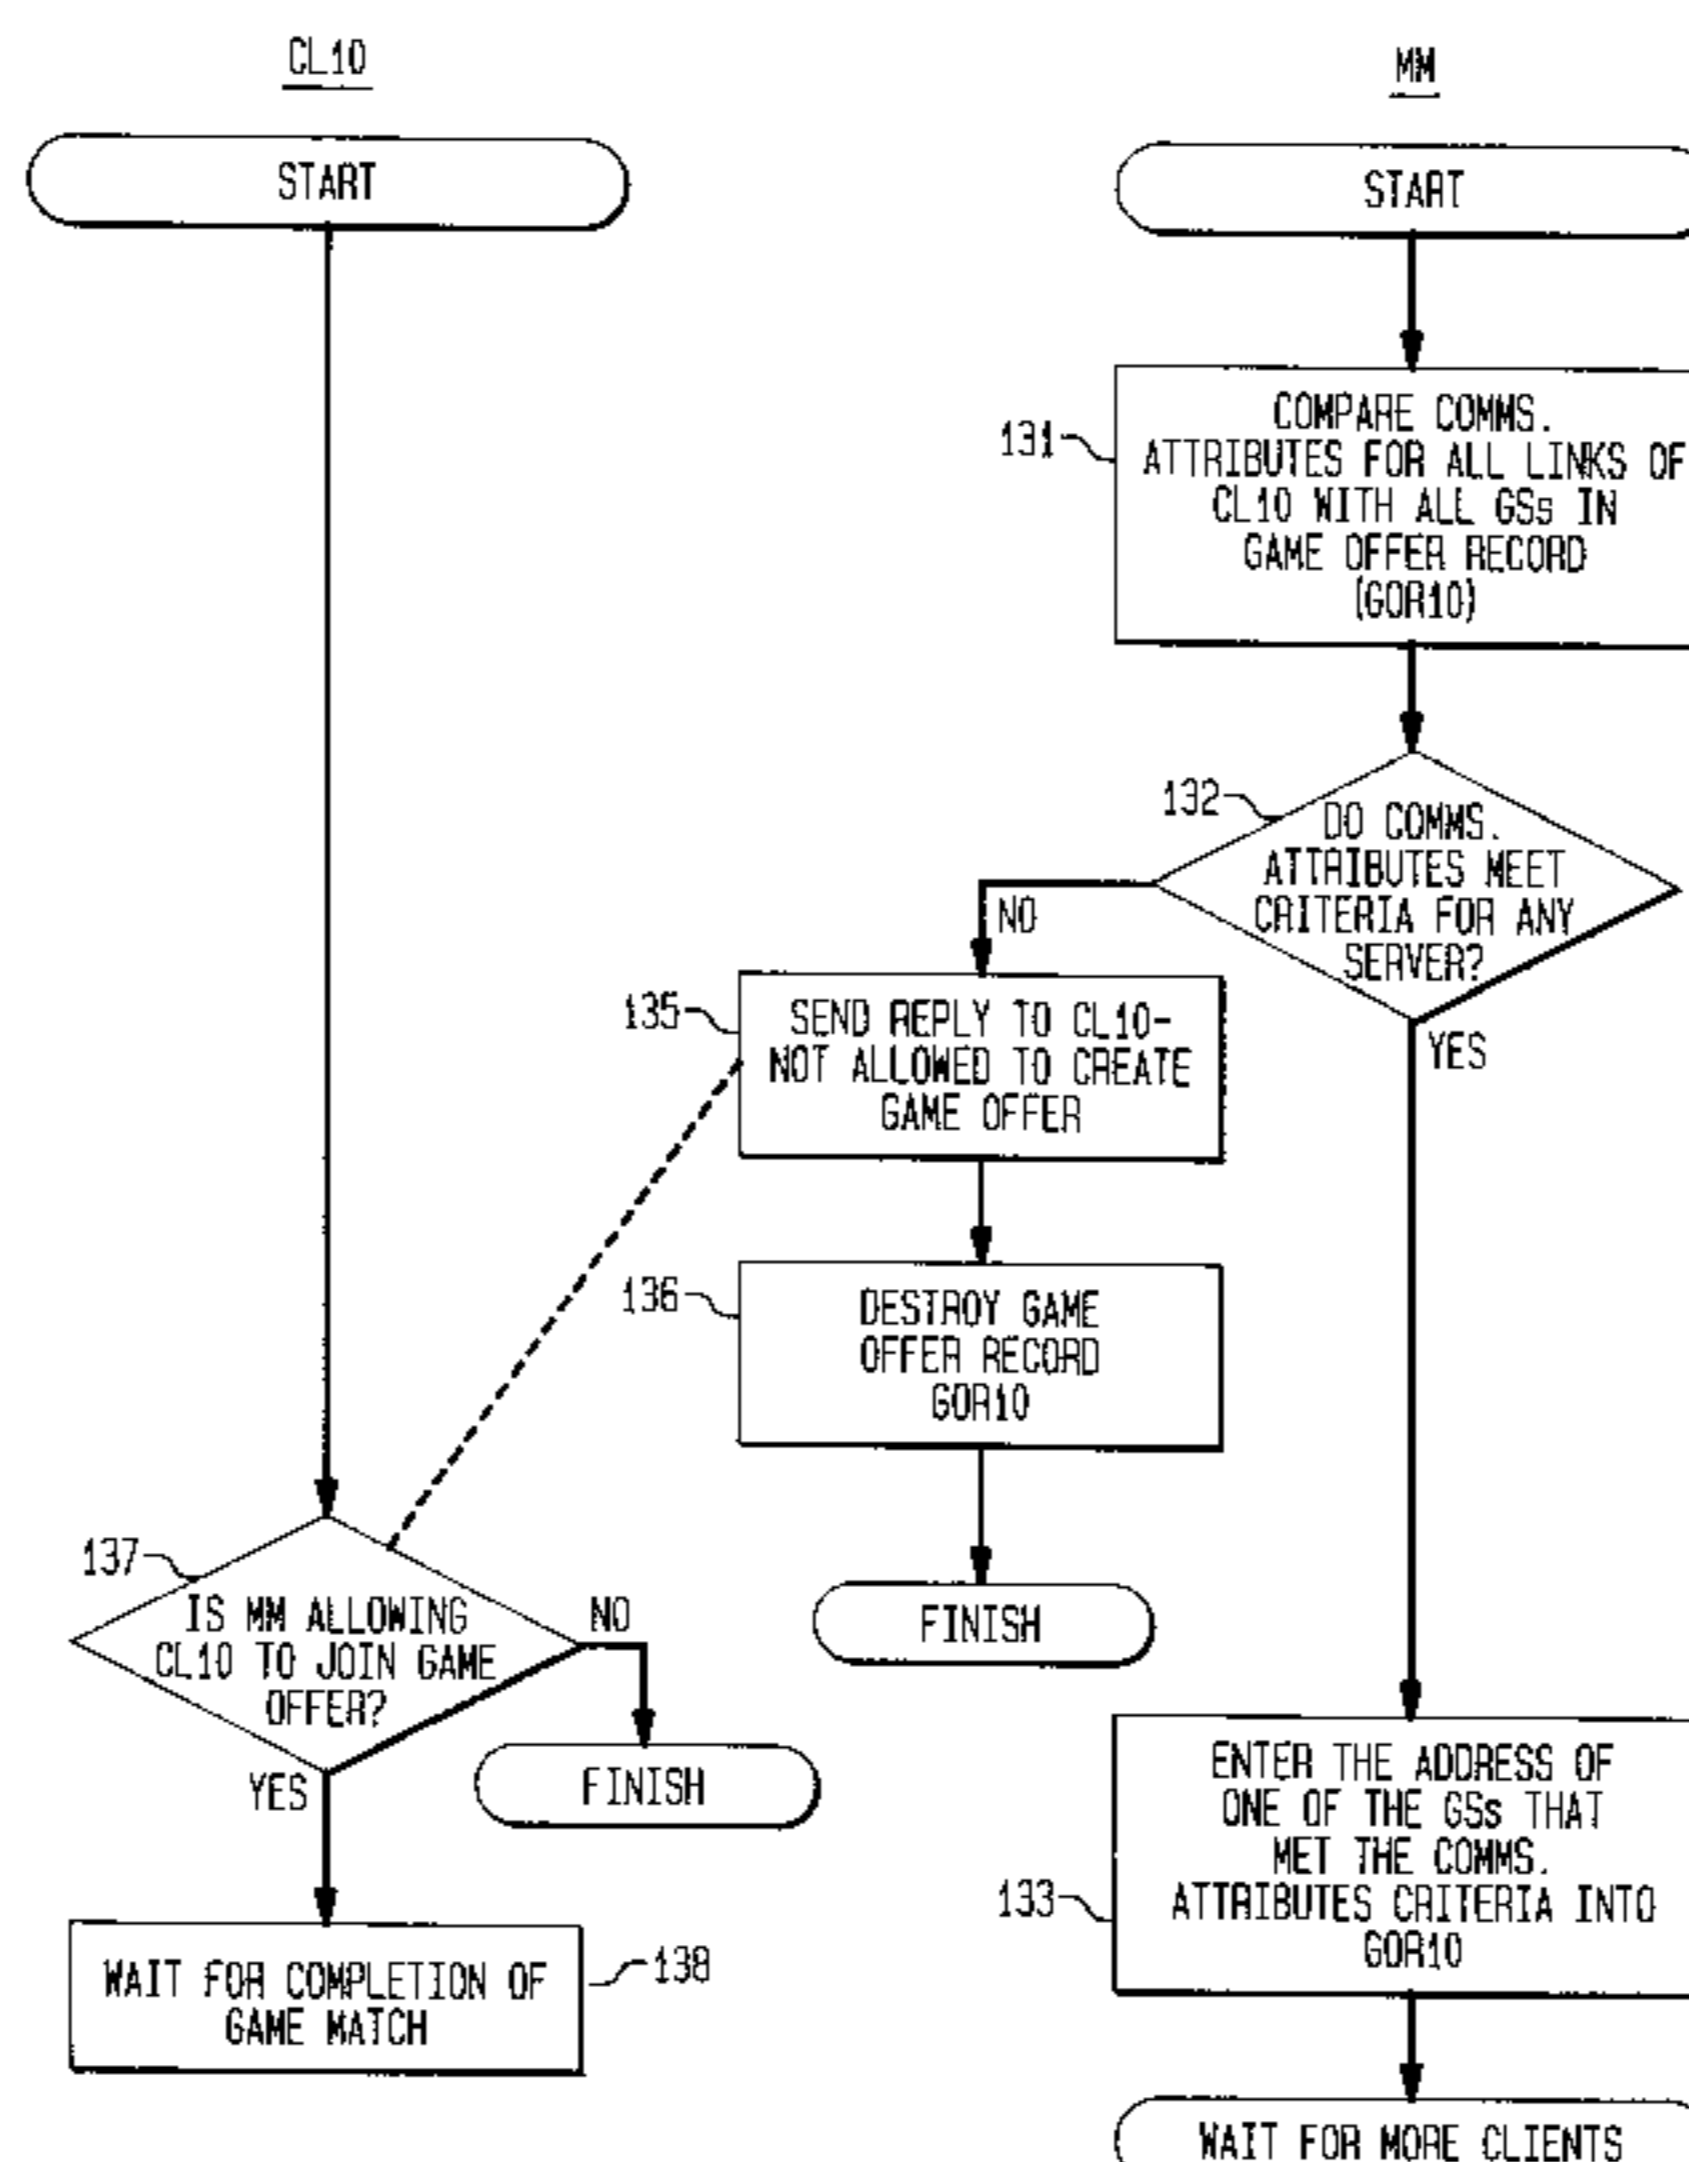 CL10
START
MM
START
131
COMPARE COMMS.
ATTRIBUTES FOR ALL LINKS OF
CL10 WITH ALL GSs IN
GAME OFFER RECORD
(GOR10)
132
DO COMMS.
ATTRIBUTES MEET
CRITERIA FOR ANY
SERVER?
NO
YES
135
SEND REPLY TO CL10-
NOT ALLOWED TO CREATE
GAME OFFER
136
DESTROY GAME
OFFER RECORD
GOR10
FINISH
137
IS MM ALLOWING
CL10 TO JOIN GAME
OFFER?
NO
FINISH
YES
138
WAIT FOR COMPLETION OF
GAME MATCH
133
ENTER THE ADDRESS OF
ONE OF THE GSs THAT
MET THE COMMS.
ATTRIBUTES CRITERIA INTO
GOR10
WAIT FOR MORE CLIENTS